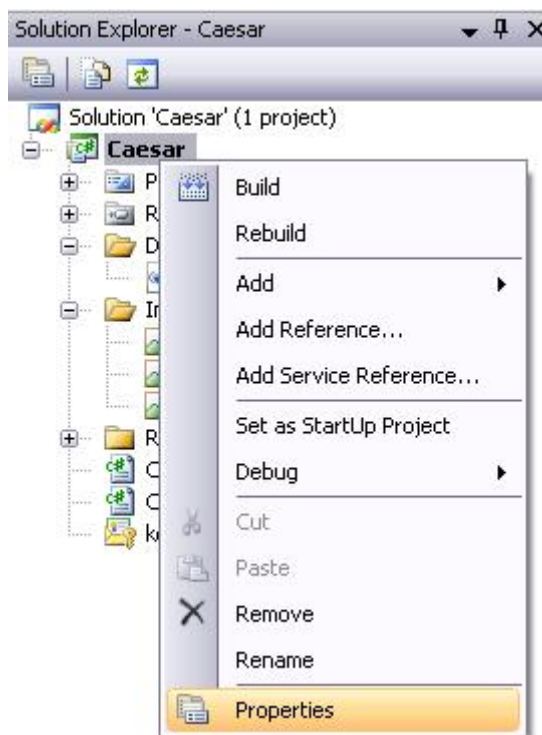 Solution Explorer - Caesar
Solution 'Caesar' (1 project)
Caesar
P
Build
R
Rebuild
D
Add
Ir
Add Reference...
Add Service Reference...
Set as StartUp Project
R
Debug
C
C
Cut
Paste
Remove
Rename
Properties